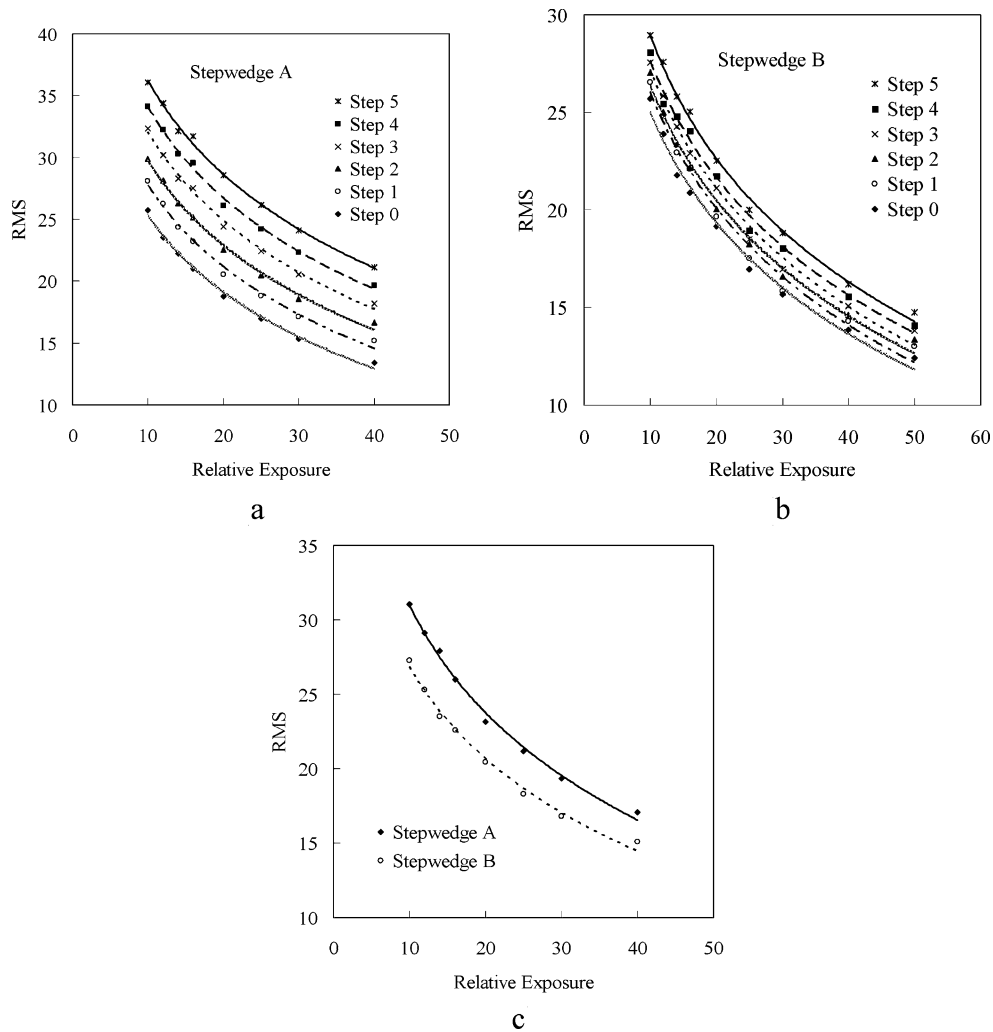 Stepwedge A
40
35
30
25
20
15
10
RMS
Step 5
Step 4
Step 3
Step 2
Step 1
Step 0
0 10 20 30 40 50
Relative Exposure
a
Stepwedge B
30
25
20
15
10
RMS
Step 5
Step 4
Step 3
Step 2
Step 1
Step 0
0 10 20 30 40 50 60
Relative Exposure
b
35
30
25
20
15
10
RMS
Stepwedge A
Stepwedge B
0 10 20 30 40 50
Relative Exposure
c